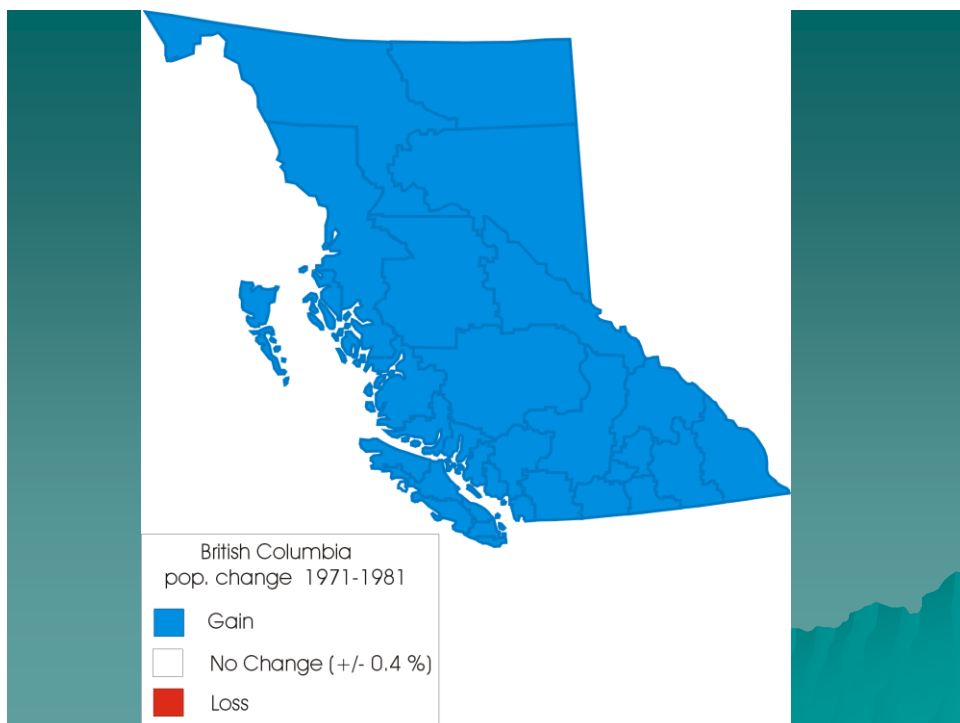 British Columbia
pop. change 1971-1981
Gain
No Change (+/- 0.4 %)
Loss